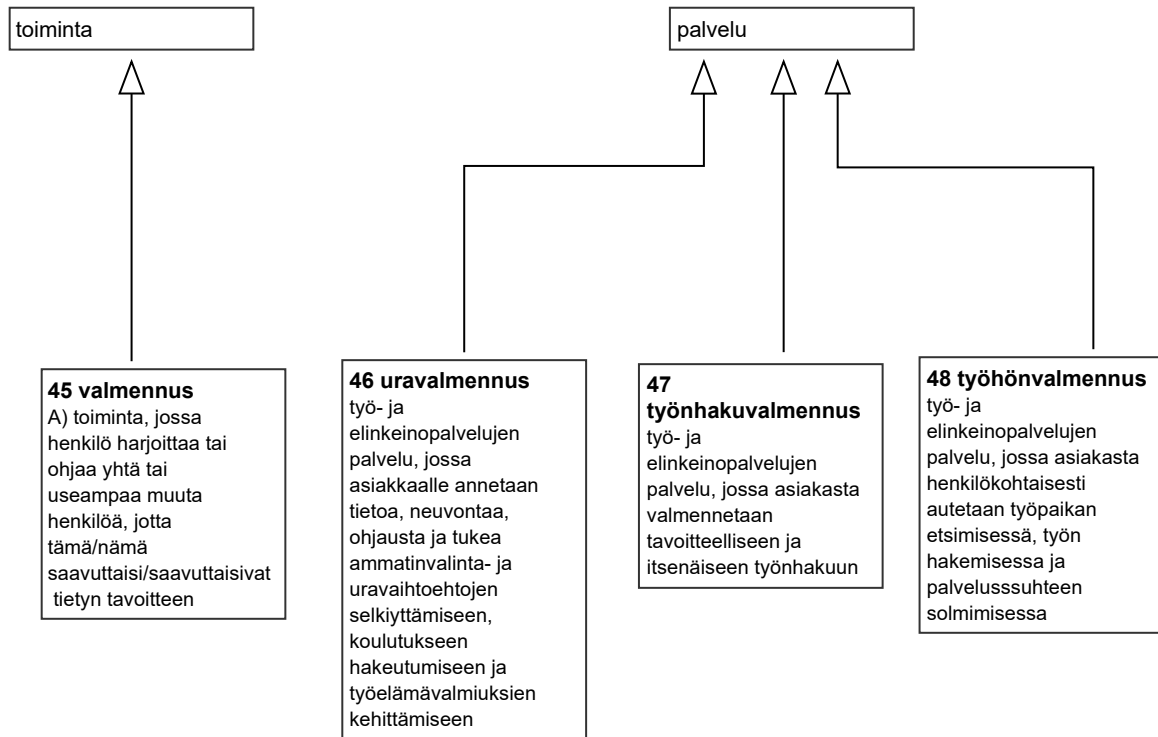 toiminta
palvelu
45 valmennus
A) toiminta, jossa
henkilö harjoittaa tai
ohjaa yhtä tai
useampaa muuta
henkilöä, jotta
tämä/nämä
saavuttaisi/saavuttaisivat
tietyn tavoitteen
46 uravalmennus
työ- ja
elinkeinopalvelujen
palvelu, jossa
asiakkaalle annetaan
tietoa, neuvontaa,
ohjausta ja tukea
ammatinvalinta- ja
uravaihtoehtojen
selkiyttämiseen,
koulutukseen
hakeutumiseen ja
työelämävalmiuksien
kehittämiseen
47
työnhakuvalmennus
työ- ja
elinkeinopalvelujen
palvelu, jossa asiakasta
valmennetaan
tavoitteelliseen ja
itsenäiseen työnhakuun
48 työhönvalmennus
työ- ja
elinkeinopalvelujen
palvelu, jossa asiakasta
henkilökohtaisesti
autetaan työpaikan
etsimisessä, työn
hakemisessa ja
palvelusssuhteen
solmimisessa